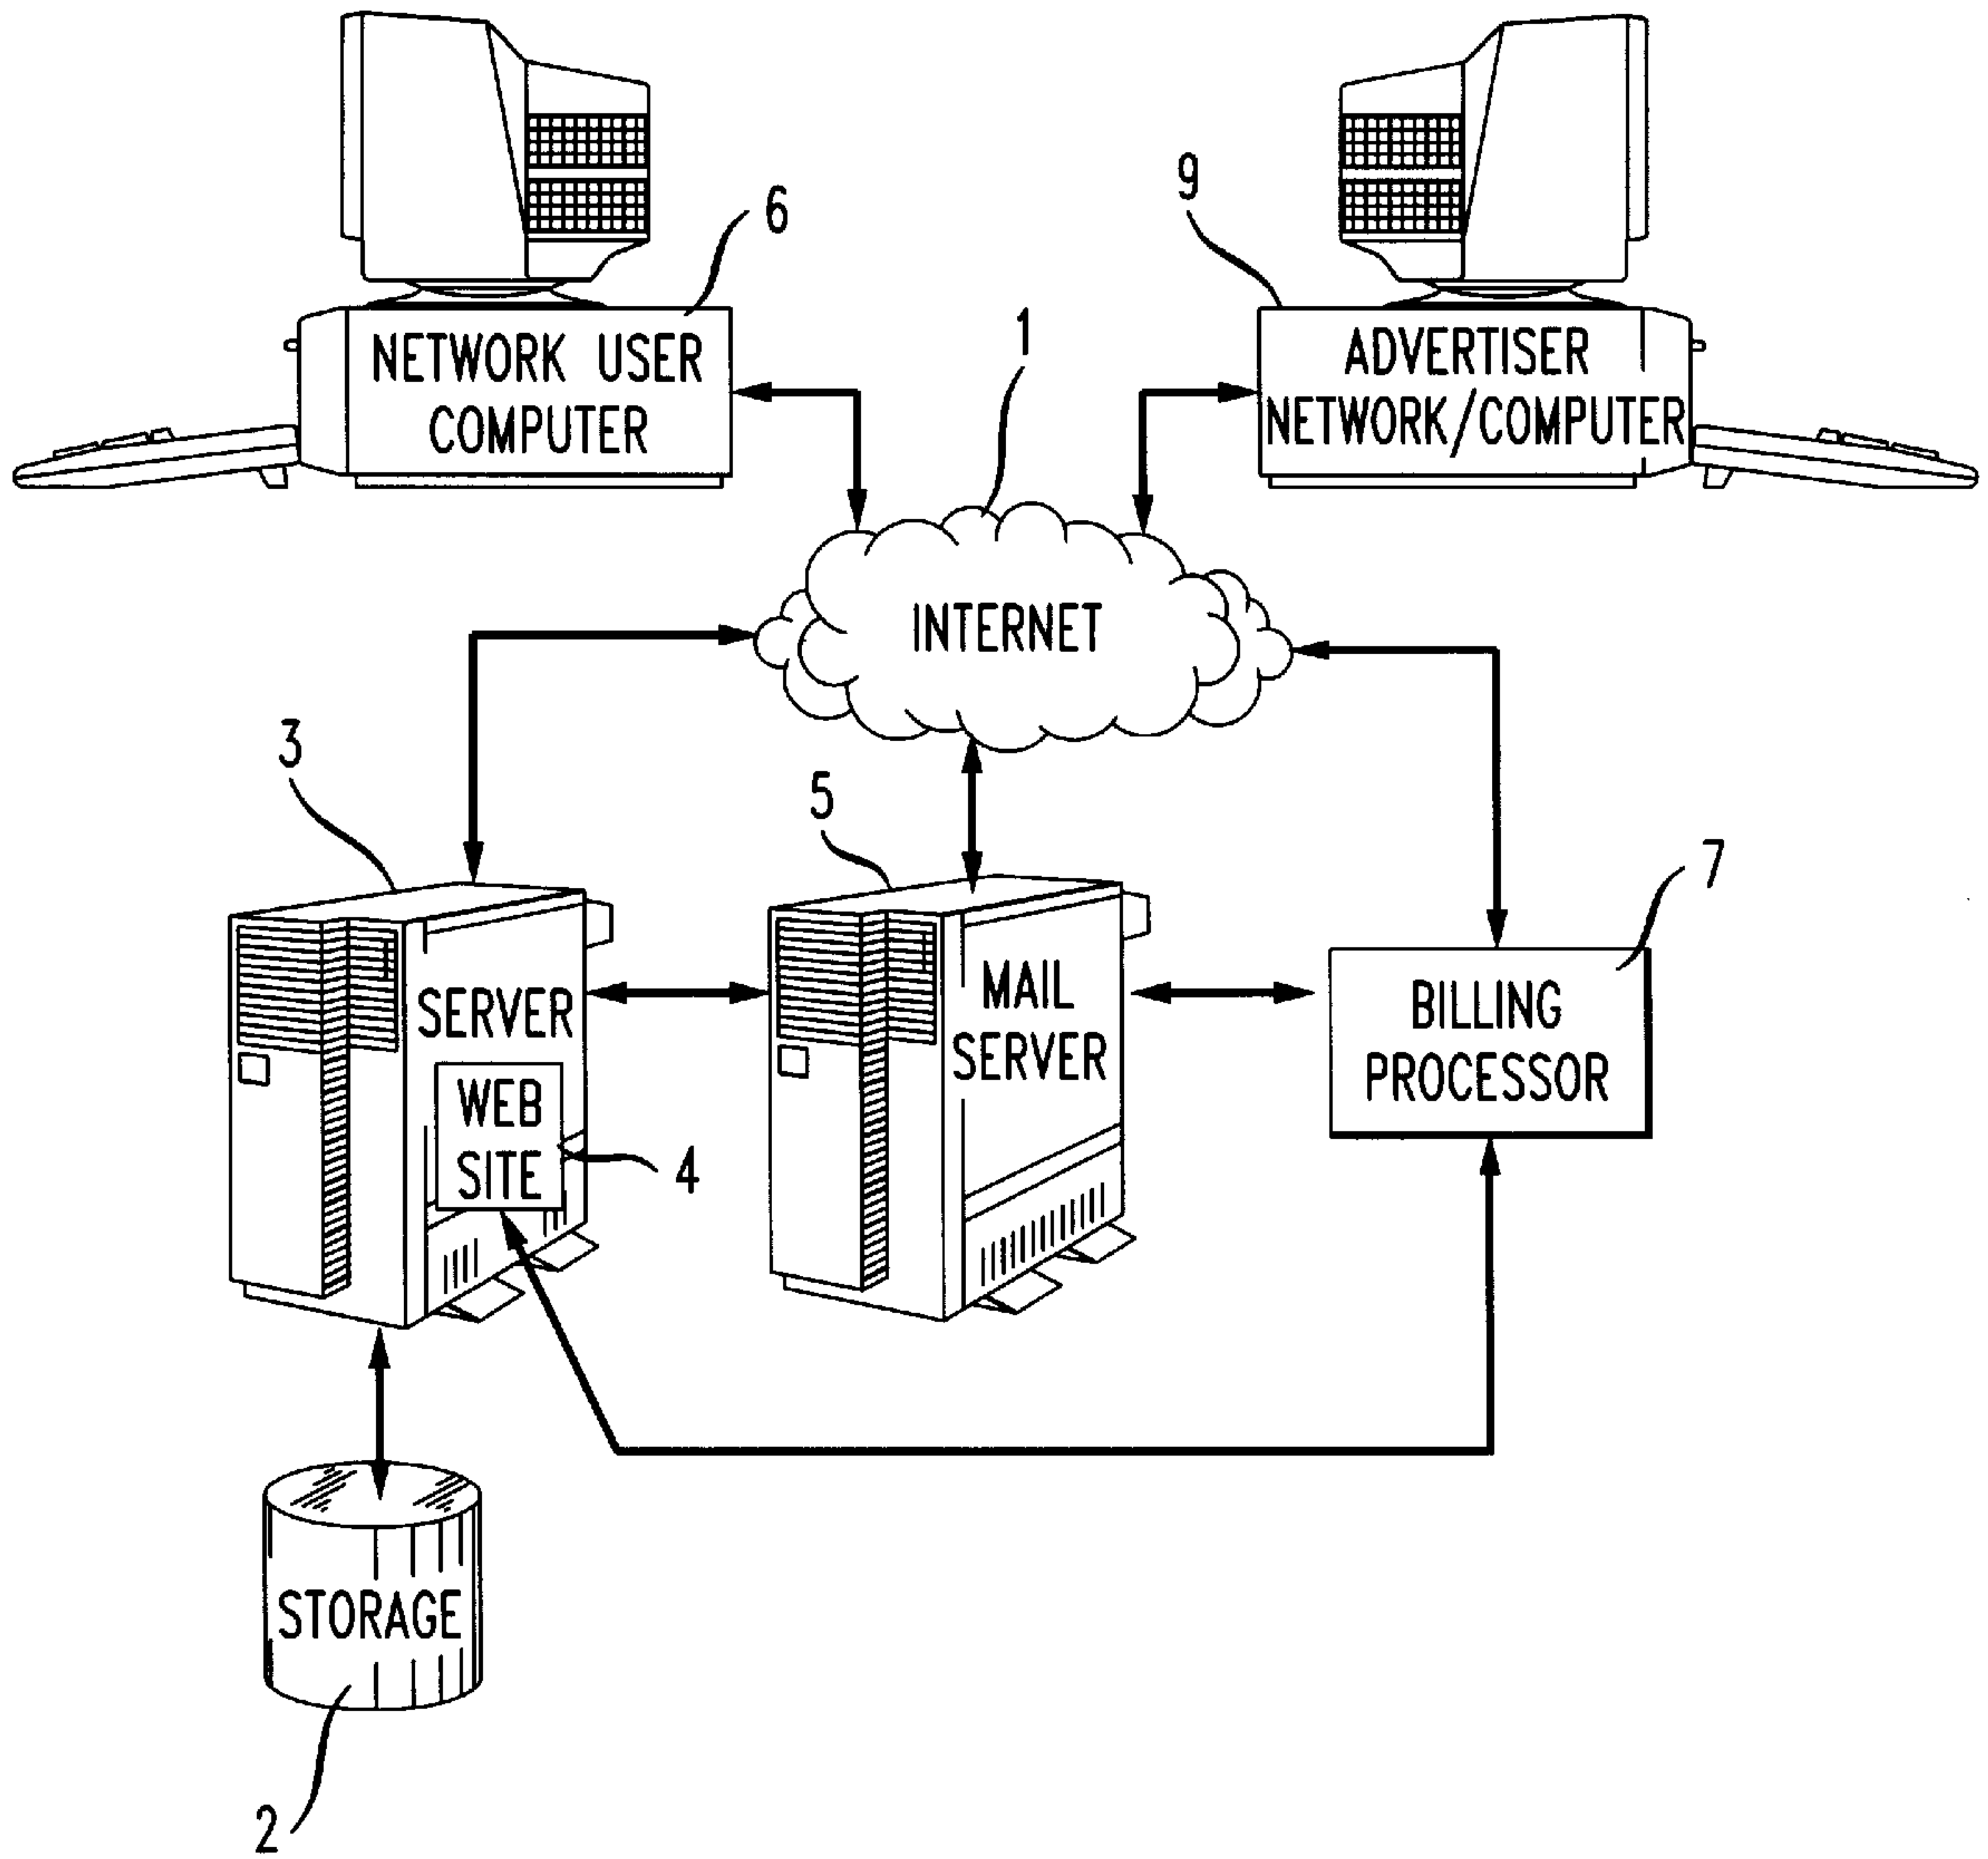 6
9
NETWORK USER
COMPUTER
1
ADVERTISER
NETWORK/COMPUTER
INTERNET
3
5
7
SERVER
WEB
SITE
4
MAIL
SERVER
BILLING
PROCESSOR
STORAGE
2